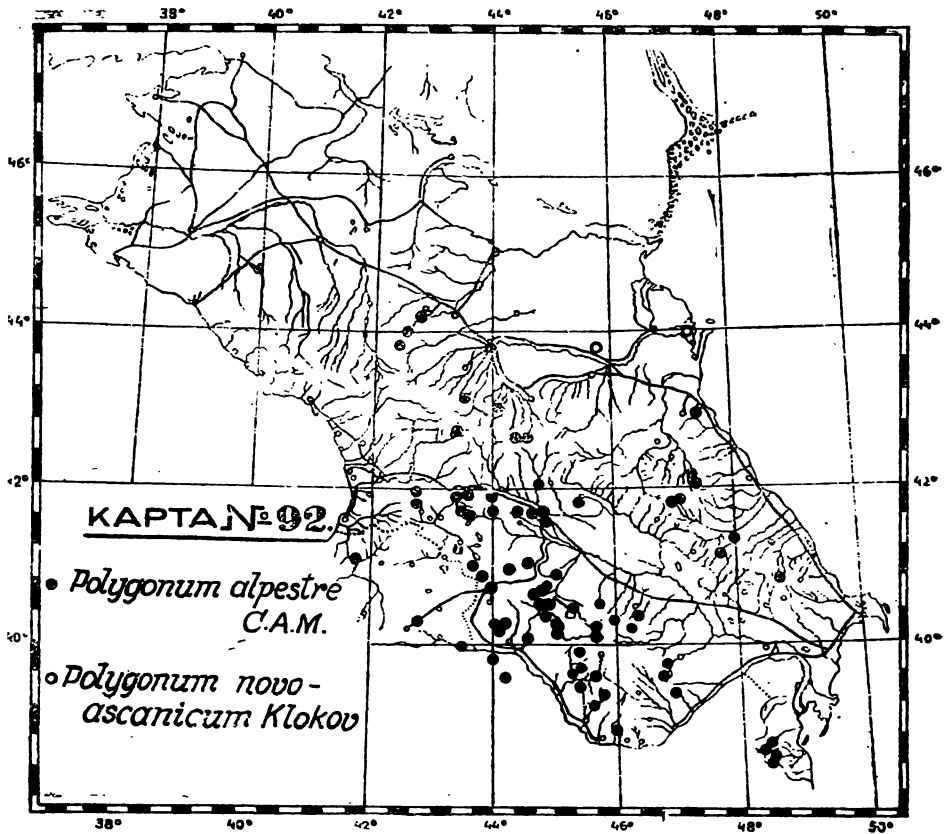 38° 40° 42° 44° 46° 48° 50°
46° 46°
44° 44°
42° 42°
КАРТА № 92.
Polygonum alpestre
C.A.M.
40° 40°
Polygonum novo-
ascanicum Klokov
38° 40° 42° 44° 46° 48° 50°